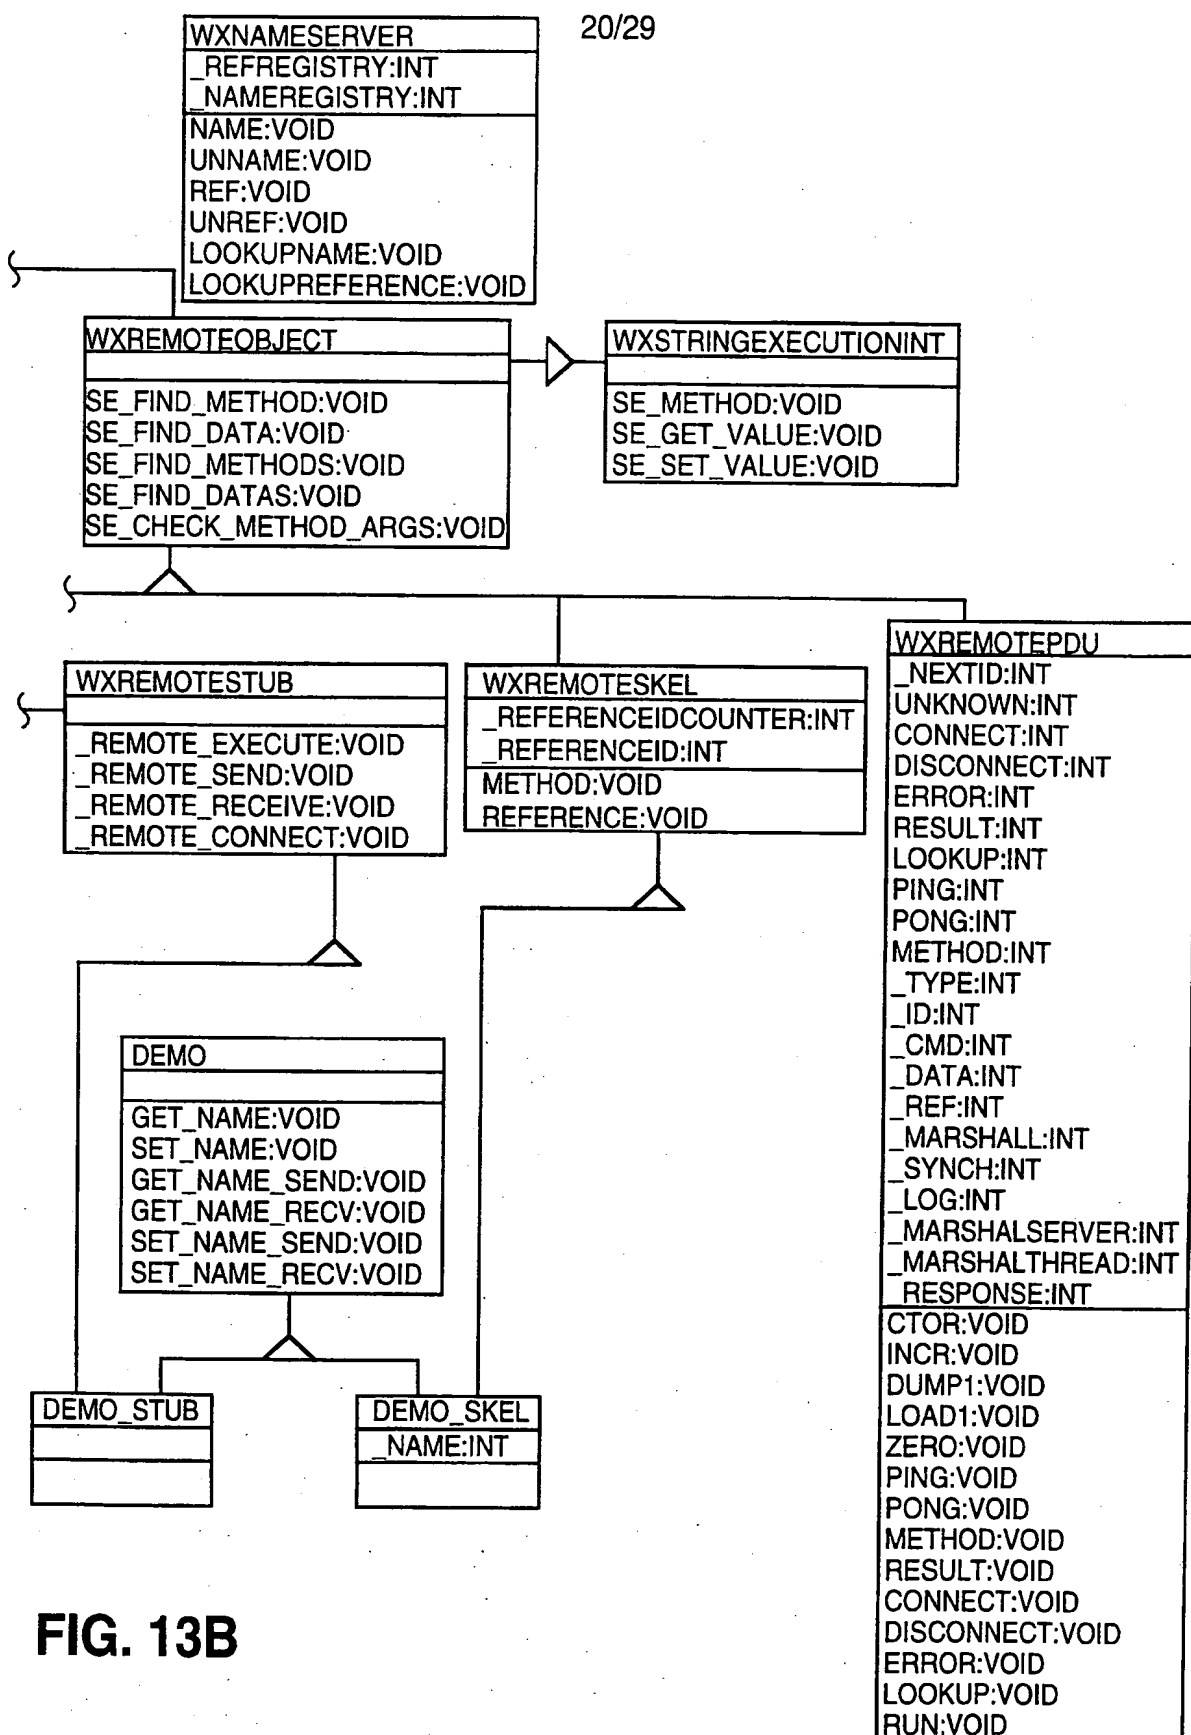 20/29
WXNAMESERVER
_REFREGISTRY:INT
_NAMEREGISTRY:INT
NAME:VOID
UNNAME:VOID
REF:VOID
UNREF:VOID
LOOKUPNAME:VOID
LOOKUPREFERENCE:VOID
WXREMOTEOBJECT
SE_FIND_METHOD:VOID
SE_FIND_DATA:VOID
SE_FIND_METHODS:VOID
SE_FIND_DATAS:VOID
SE_CHECK_METHOD_ARGS:VOID
WXSTRINGEXECUTIONINT
SE_METHOD:VOID
SE_GET_VALUE:VOID
SE_SET_VALUE:VOID
WXREMOTESTUB
_REMOTE_EXECUTE:VOID
_REMOTE_SEND:VOID
_REMOTE_RECEIVE:VOID
_REMOTE_CONNECT:VOID
WXREMOTESKEL
_REFERENCEIDCOUNTER:INT
_REFERENCEID:INT
METHOD:VOID
REFERENCE:VOID
WXREMOTEPDU
_NEXTID:INT
UNKNOWN:INT
CONNECT:INT
DISCONNECT:INT
ERROR:INT
RESULT:INT
LOOKUP:INT
PING:INT
PONG:INT
METHOD:INT
_TYPE:INT
_ID:INT
_CMD:INT
_DATA:INT
_REF:INT
_MARSHALL:INT
_SYNCH:INT
_LOG:INT
_MARSHALSERVER:INT
_MARSHALTHREAD:INT
_RESPONSE:INT
CTOR:VOID
INCR:VOID
DUMP1:VOID
LOAD1:VOID
ZERO:VOID
PING:VOID
PONG:VOID
METHOD:VOID
RESULT:VOID
CONNECT:VOID
DISCONNECT:VOID
ERROR:VOID
LOOKUP:VOID
RUN:VOID
DEMO
GET_NAME:VOID
SET_NAME:VOID
GET_NAME_SEND:VOID
GET_NAME_RECV:VOID
SET_NAME_SEND:VOID
SET_NAME_RECV:VOID
DEMO_STUB
DEMO_SKEL
_NAME:INT
FIG. 13B